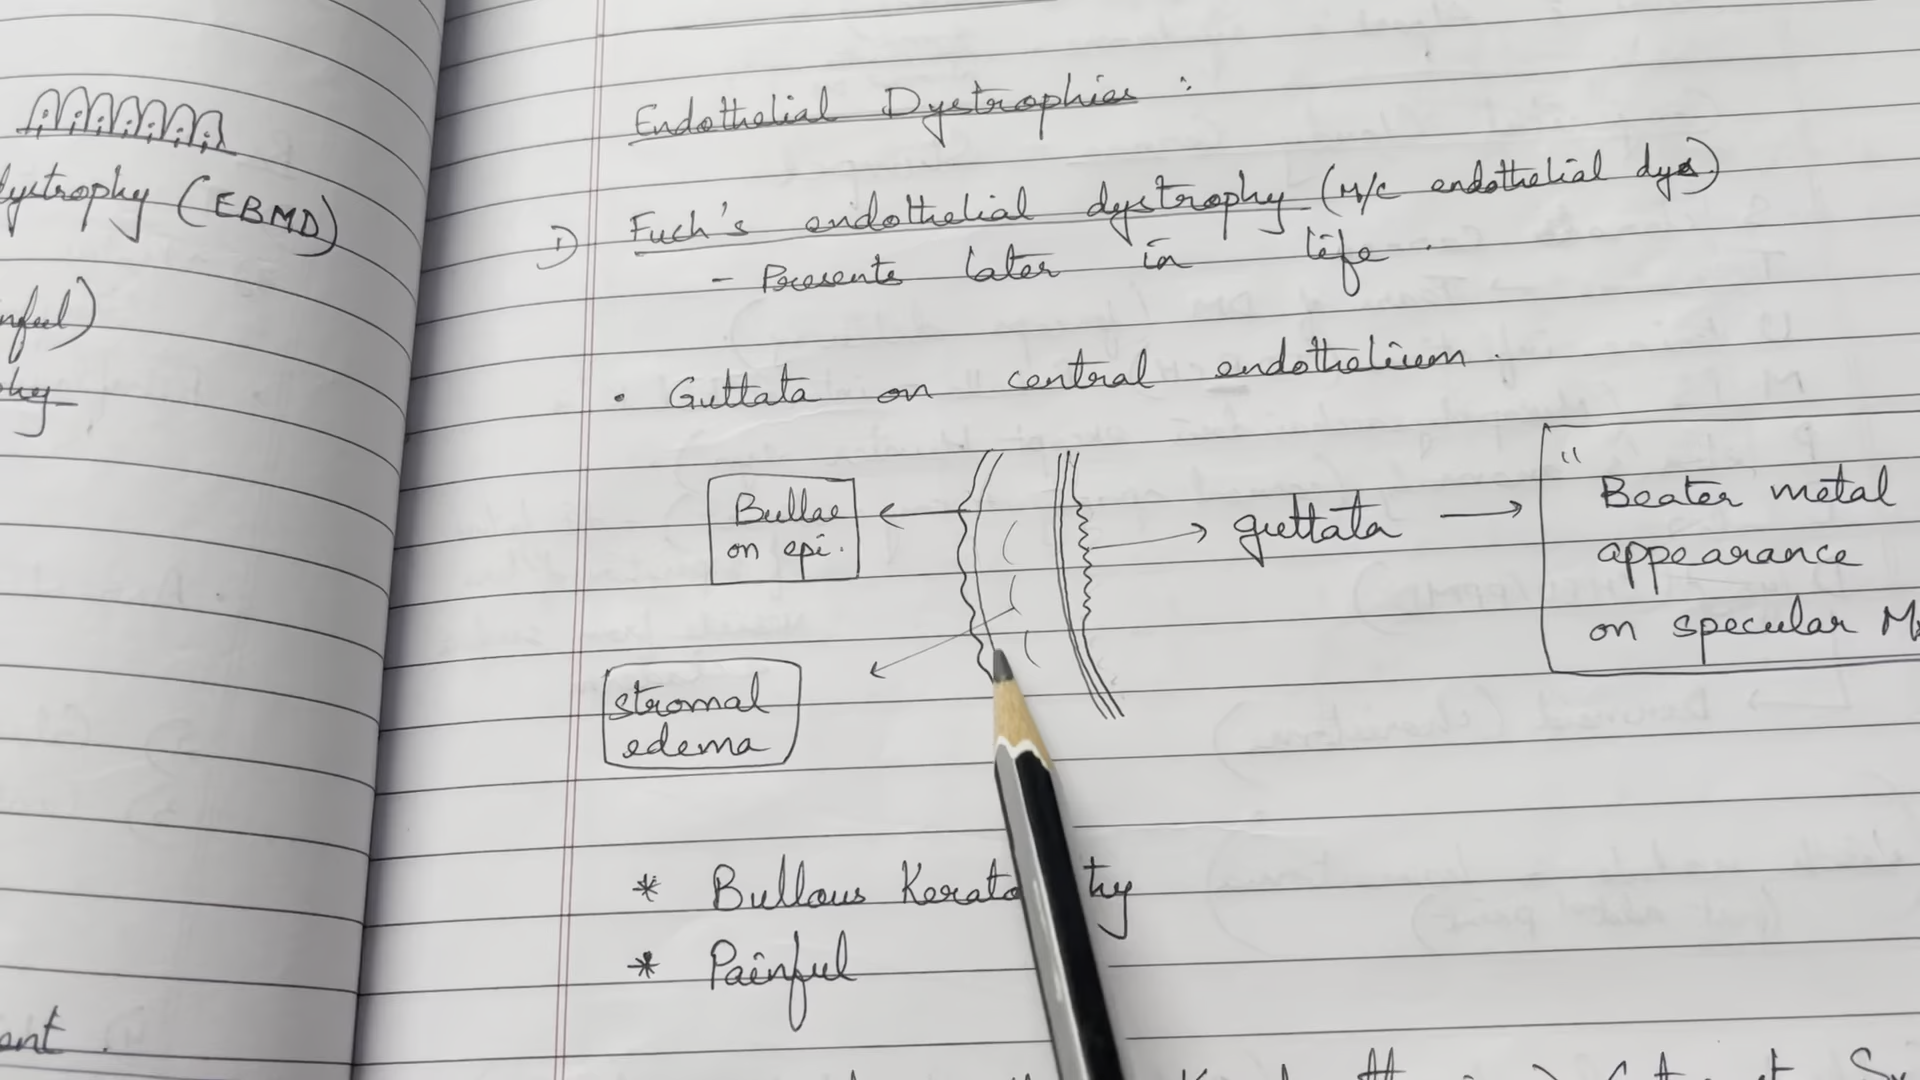 dystrophy (EBMD)
Endothelial Dystrophies :
1) Fuch's endothelial dystrophy (M/C endothelial dys)
- Presents later in life.
• Guttata on central endothelium.
Bullae
on epi.
guttata
"
Beater metal
appearance
on specular
stromal
edema
* Bullous
* Painful